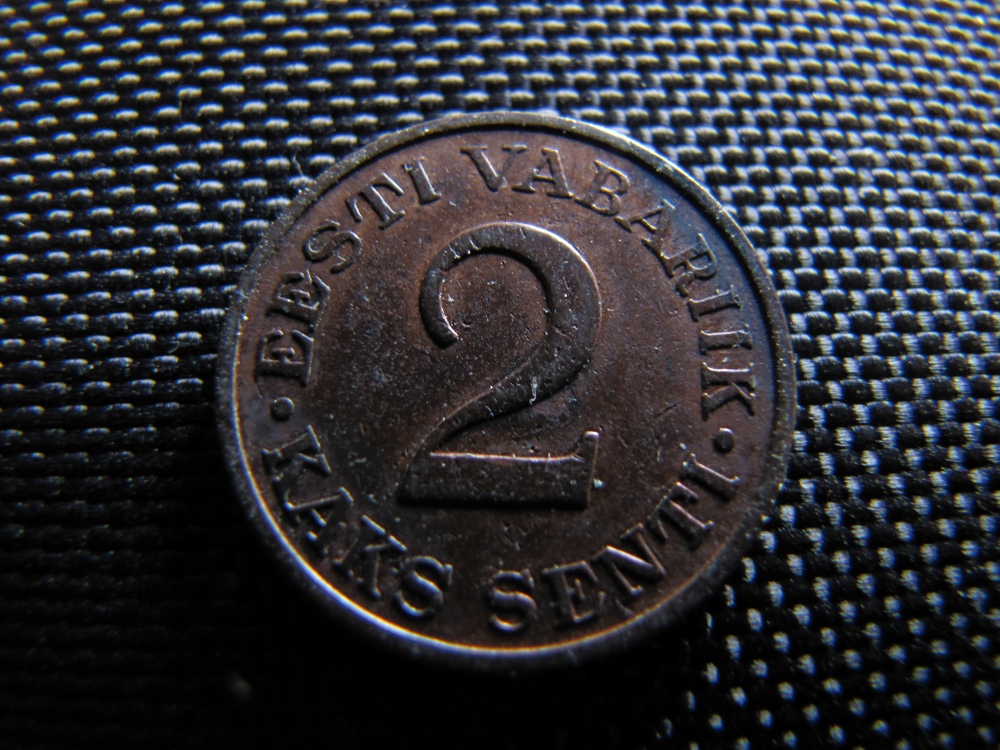 EESTI VABARIIK
2
KAKS SENTI